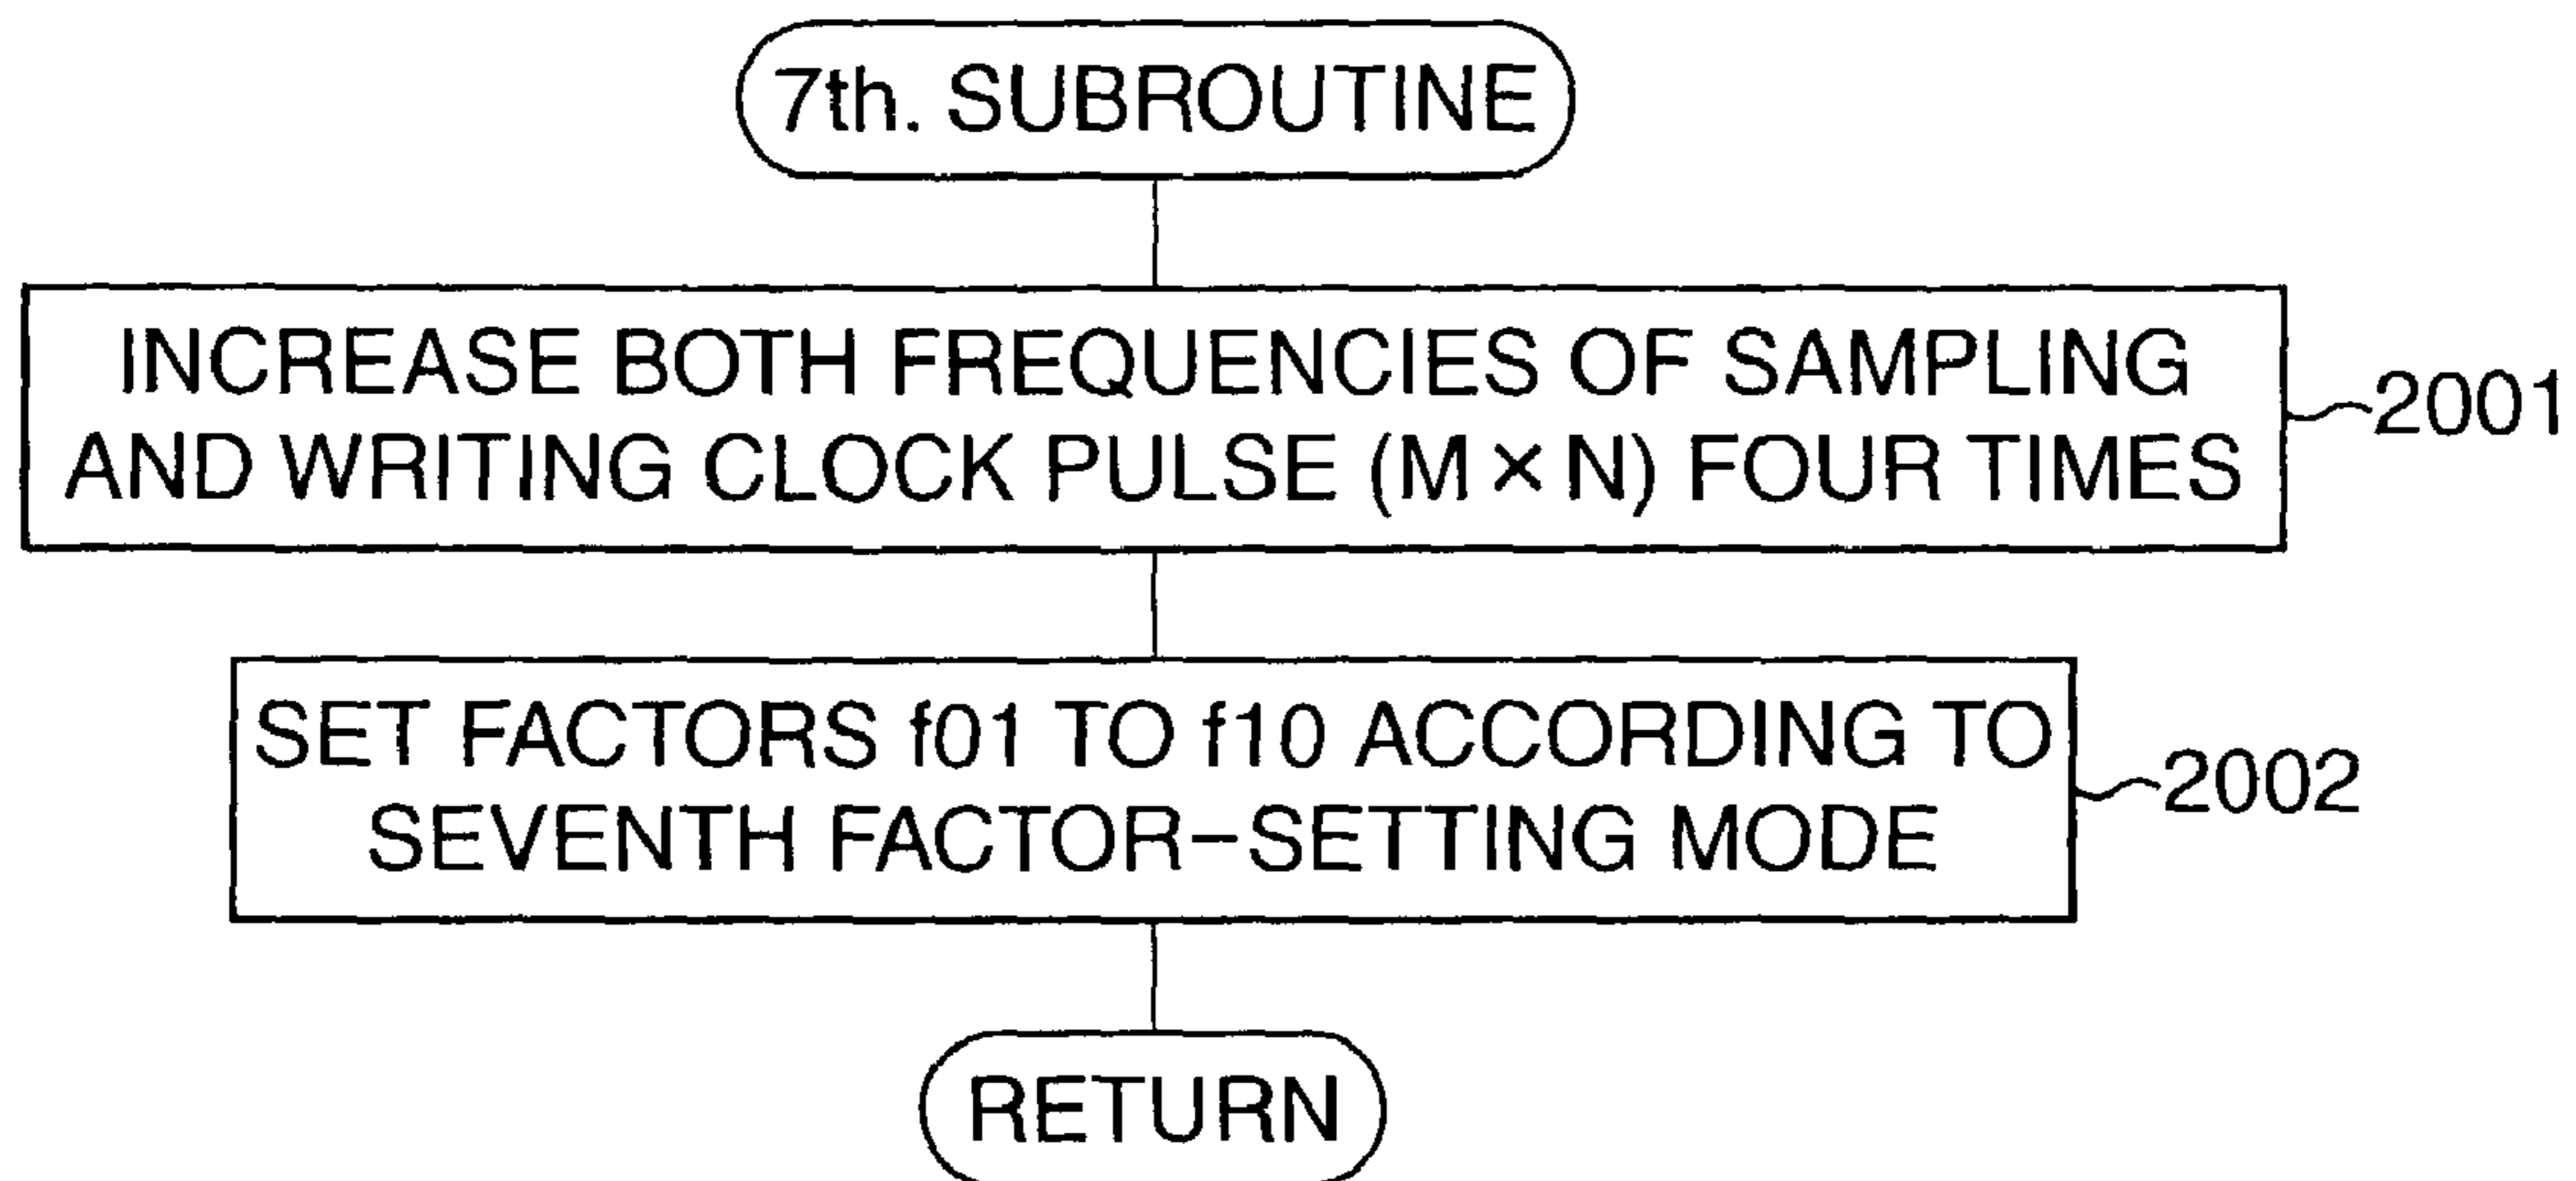 7th. SUBROUTINE
INCREASE BOTH FREQUENCIES OF SAMPLING
AND WRITING CLOCK PULSE (M × N) FOUR TIMES
2001
SET FACTORS f01 TO f10 ACCORDING TO
SEVENTH FACTOR-SETTING MODE
2002
RETURN